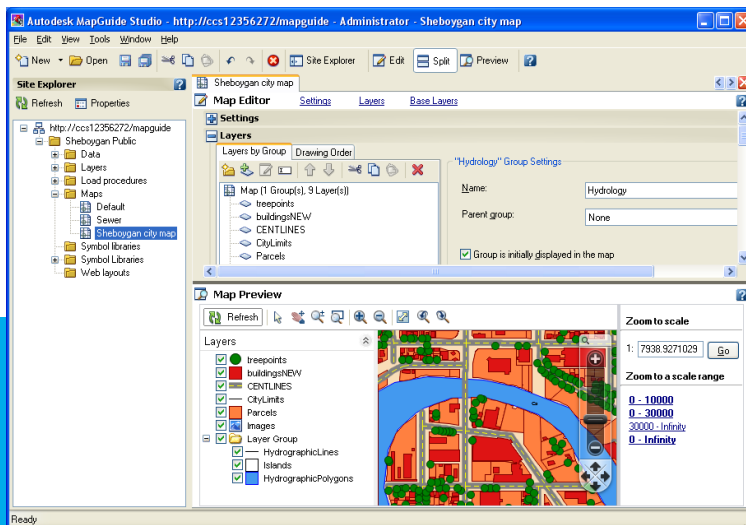 Autodesk MapGuide Studio - http://ccs12356272/mapguide - Administrator - Sheboygan city map
File Edit View Tools Window Help
New Open Site Explorer Edit Split Preview
Site Explorer
Refresh Properties
http://ccs12356272/mapguide
Sheboygan Public
Data
Layers
Load procedures
Maps
Default
Sewer
Sheboygan city map
Symbol libraries
Symbol Libraries
Web layouts
Sheboygan city map
Map Editor Settings Layers Base Layers
Settings
Layers
Layers by Group Drawing Order
Map (1 Group(s), 9 Layer(s))
treepoints
buildingsNEW
CENTLINES
CityLimits
Parcels
"Hydrology" Group Settings
Name: Hydrology
Parent group: None
Group is initially displayed in the map
Map Preview
Refresh
Layers
treepoints
buildingsNEW
CENTLINES
CityLimits
Parcels
Images
Layer Group
HydrographicLines
Islands
HydrographicPolygons
Zoom to scale
1: 7938.9271029 Go
Zoom to a scale range
0 - 10000
0 - 30000
30000 - Infinity
0 - Infinity
Ready